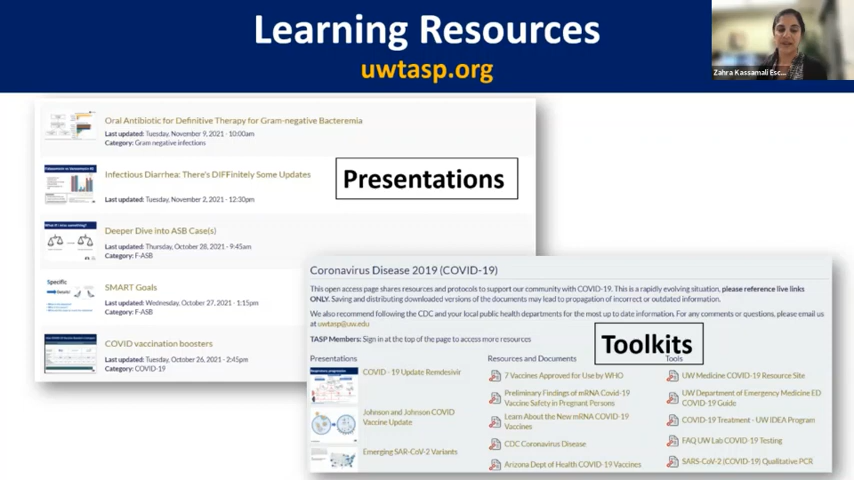 Learning Resources
uwtasp.org
Zahra Kassamali Esc...
Oral Antibiotic for Definitive Therapy for Gram-negative Bacteremia
Last updated: Tuesday, November 9, 2021 - 10:00am
Category: Gram negative infections
Infectious Diarrhea: There's DIFFinitely Some Updates
Last updated: Tuesday, November 2, 2021 - 12:30pm
Presentations
Deeper Dive into ASB Case(s)
Last updated: Thursday, October 28, 2021 - 9:45am
Category: F-ASB
Specific
SMART Goals
Last updated: Wednesday, October 27, 2021 - 1:15pm
Category: F-ASB
COVID vaccination boosters
Last updated: Tuesday, October 26, 2021 - 2:45pm
Category: COVID-19
Coronavirus Disease 2019 (COVID-19)
This open access page shares resources and protocols to support our community with COVID-19. This is a rapidly evolving situation, please reference live links
ONLY. Saving and distributing downloaded versions of the documents may lead to propagation of incorrect or outdated information.
We also recommend following the CDC and your local public health departments for the most up to date information. For any comments or questions, please email us
at uwtasp@uw.edu
TASP Members: Sign in at the top of the page to access more resources
Toolkits
Presentations
COVID - 19 Update Remdesivir
Johnson and Johnson COVID
Vaccine Update
Emerging SAR-CoV-2 Variants
Resources and Documents
7 Vaccines Approved for Use by WHO
Preliminary Findings of mRNA Covid-19
Vaccine Safety in Pregnant Persons
Learn About the New mRNA COVID-19
Vaccines
CDC Coronavirus Disease
Arizona Dept of Health COVID-19 Vaccines
Tools
UW Medicine COVID-19 Resource Site
UW Department of Emergency Medicine ED
COVID-19 Guide
COVID-19 Treatment - UW IDEA Program
FAQ UW Lab COVID-19 Testing
SARS-CoV-2 (COVID-19) Qualitative PCR